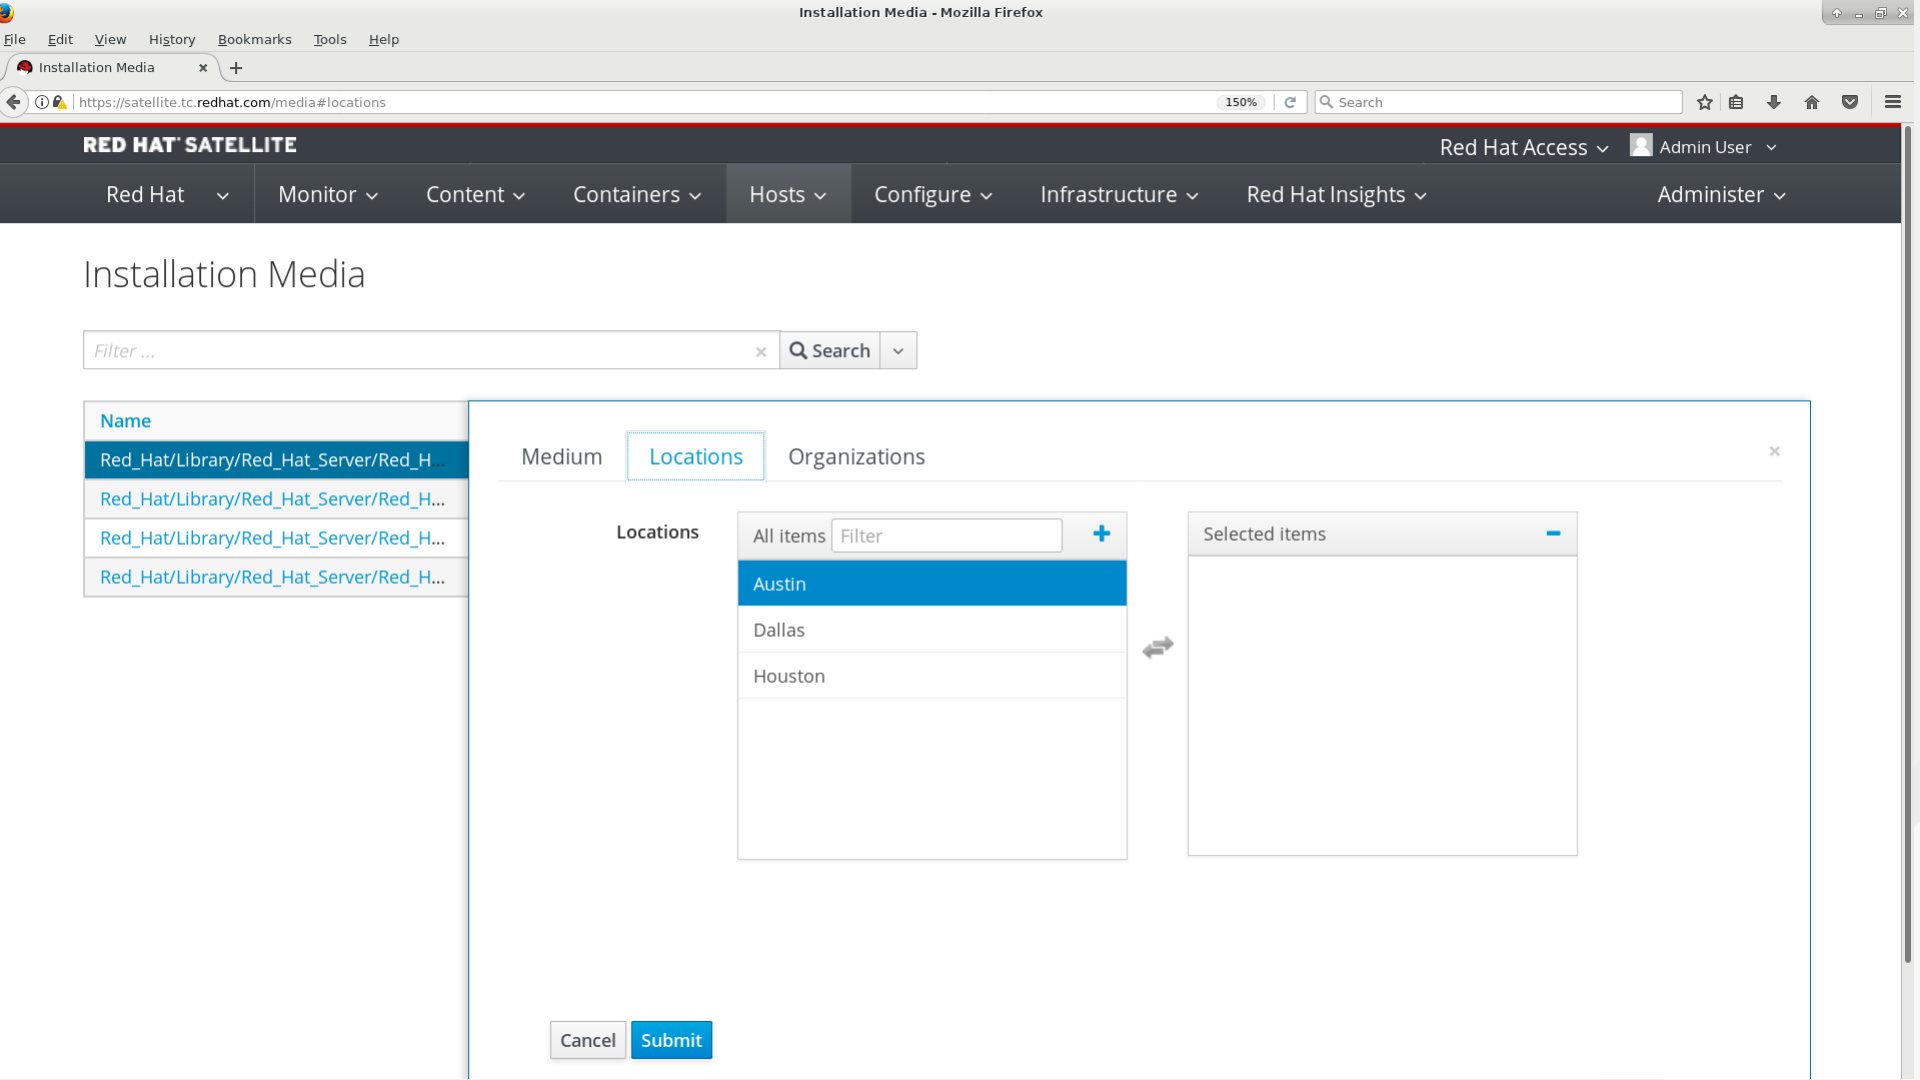 Installation Media - Mozilla Firefox
File Edit View History Bookmarks Tools Help
Installation Media
https://satellite.tc.redhat.com/media#locations 150% Search
RED HAT SATELLITE Red Hat Access Admin User
Red Hat Monitor Content Containers Hosts Configure Infrastructure Red Hat Insights Administer
Installation Media
Filter ... Search
Name
Red_Hat/Library/Red_Hat_Server/Red_H...
Red_Hat/Library/Red_Hat_Server/Red_H...
Red_Hat/Library/Red_Hat_Server/Red_H...
Red_Hat/Library/Red_Hat_Server/Red_H...
Medium Locations Organizations
Locations All items Filter Selected items
Austin
Dallas
Houston
Cancel Submit